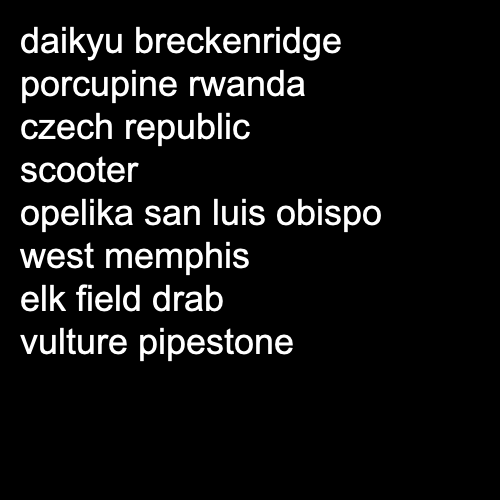 daikyu breckenridge
porcupine rwanda
czech republic
scooter
opelika san luis obispo
west memphis
elk field drab
vulture pipestone